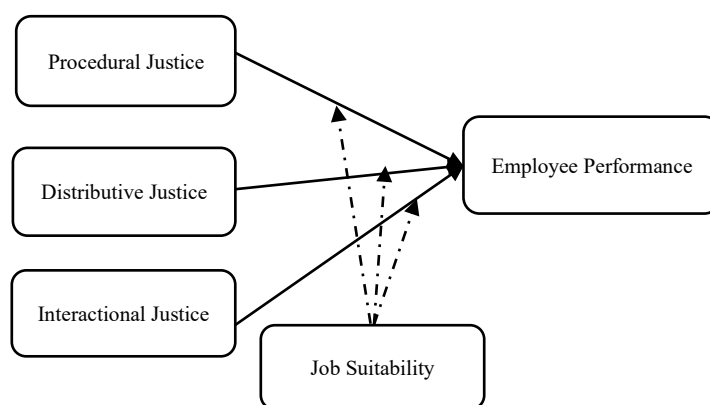 Procedural Justice
Employee Performance
Distributive Justice
Interactional Justice
Job Suitability